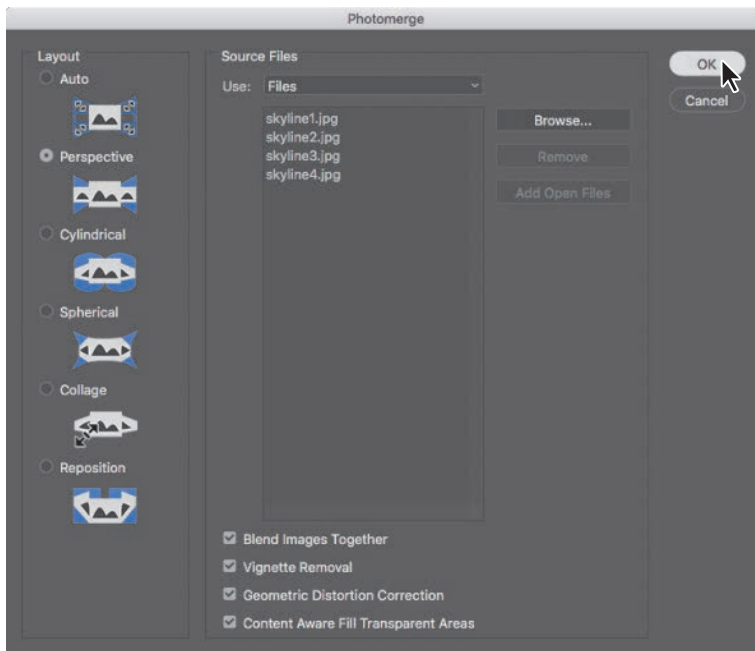 Photomerge
Layout
Auto
Perspective
Cylindrical
Spherical
Collage
Reposition
Source Files
Use: Files
skyline1.jpg
skyline2.jpg
skyline3.jpg
skyline4.jpg
Browse...
Remove
Add Open Files
Blend Images Together
Vignette Removal
Geometric Distortion Correction
Content Aware Fill Transparent Areas
OK
Cancel